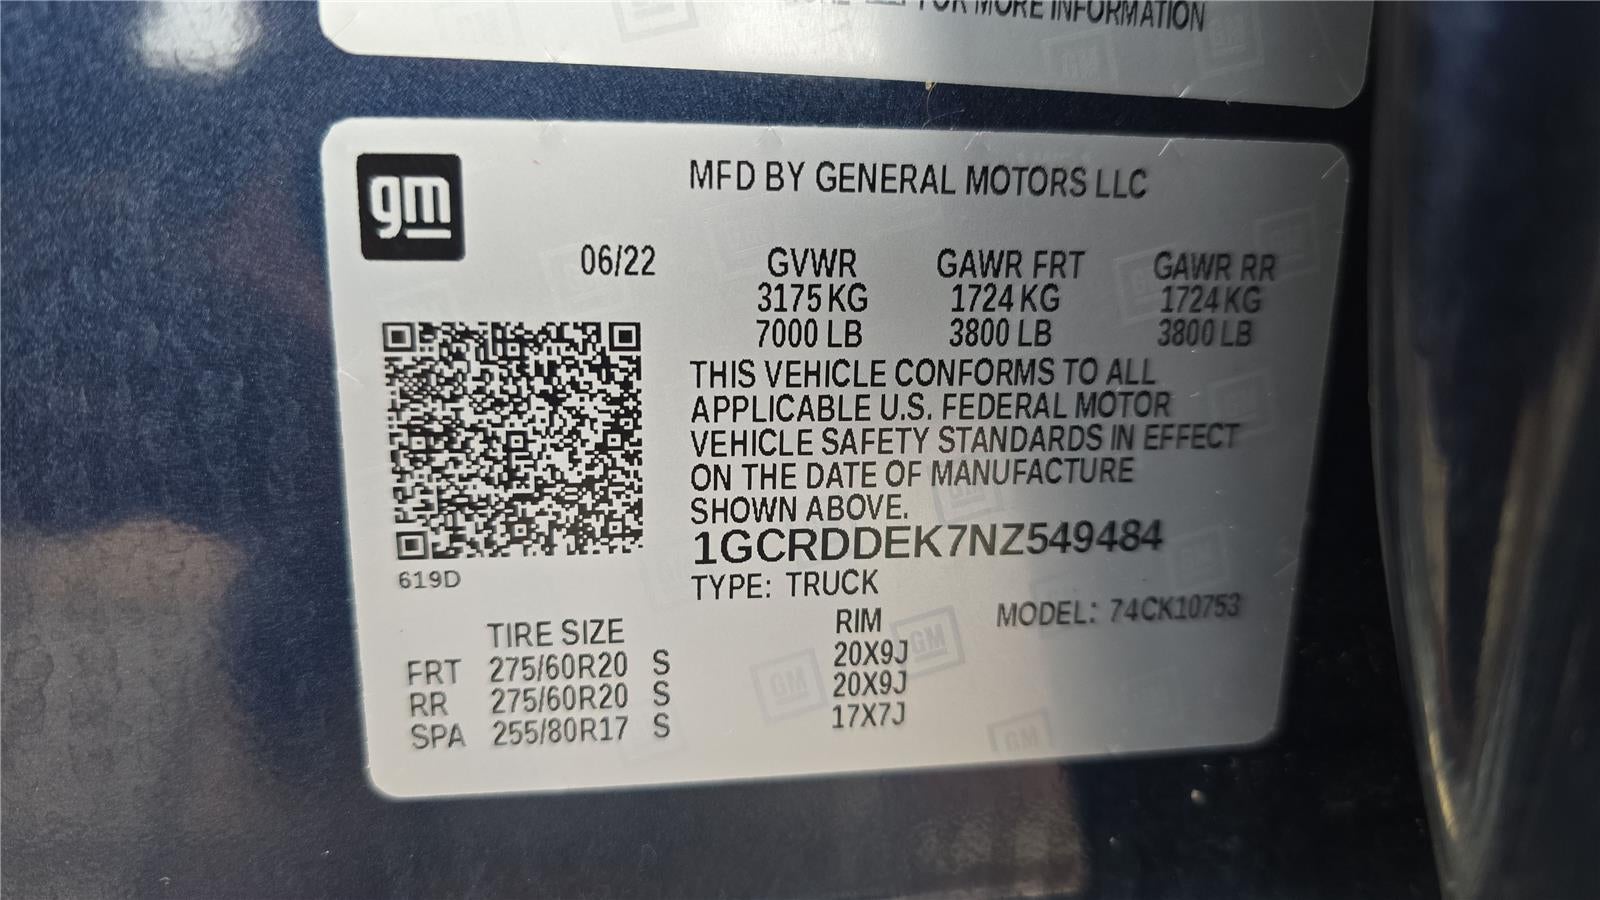 FOR MORE INFORMATION
gm
MFD BY GENERAL MOTORS LLC
06/22 GVWR GAWR FRT GAWR RR
3175 KG 1724 KG 1724 KG
7000 LB 3800 LB 3800 LB
THIS VEHICLE CONFORMS TO ALL
APPLICABLE U.S. FEDERAL MOTOR
VEHICLE SAFETY STANDARDS IN EFFECT
ON THE DATE OF MANUFACTURE
SHOWN ABOVE.
1GCRDDEK7NZ549484
619D
TYPE: TRUCK
MODEL: 74CK10753
TIRE SIZE RIM
FRT 275/60R20 S 20X9J
RR 275/60R20 S 20X9J
SPA 255/80R17 S 17X7J
GM
GM
GM